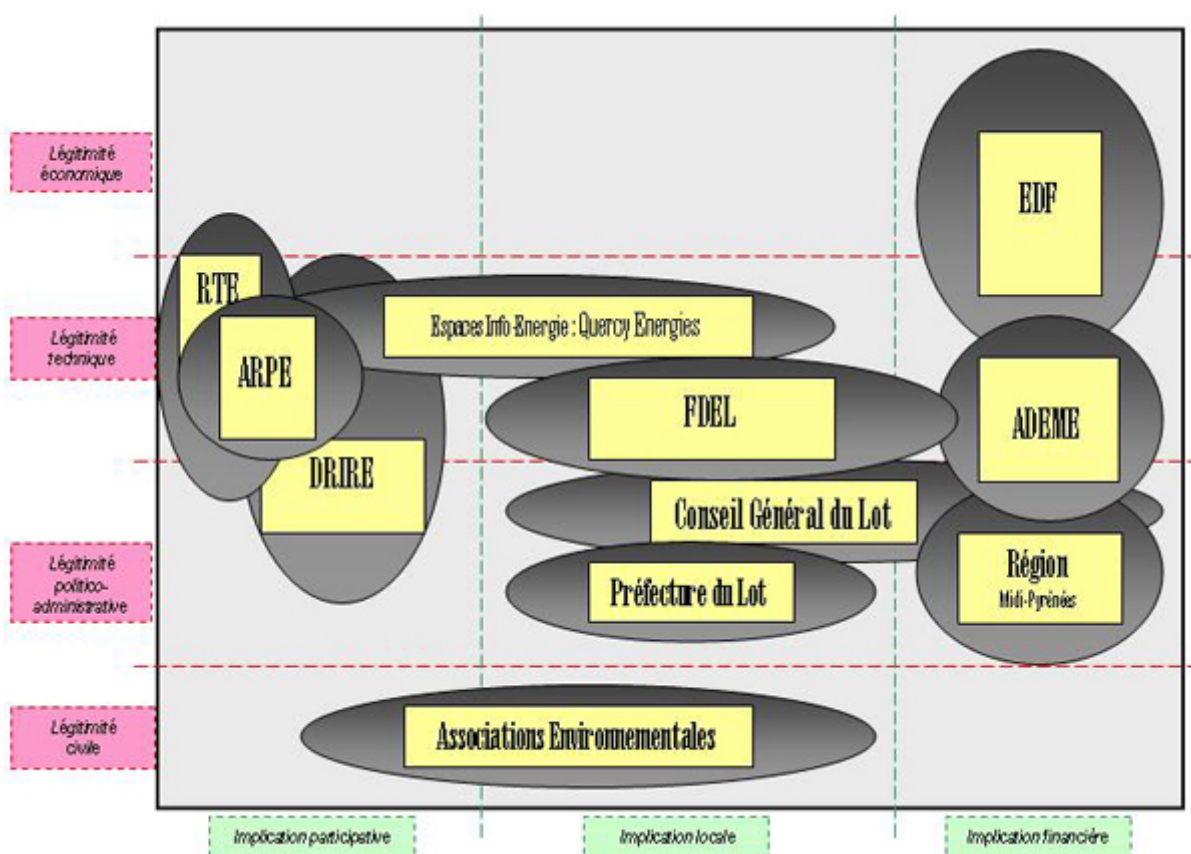 Légitimité
économique
EDF
RTE
Légitimité
technique
Espaces Info-Energie : Quercy Energies
ARPE
FDEL
ADEME
DRIRE
Conseil Général du Lot
Légitimité
politico-
administrative
Préfecture du Lot
Région
Midi-Pyrénées
Légitimité
civile
Associations Environnementales
Implication participative
Implication locale
Implication financière